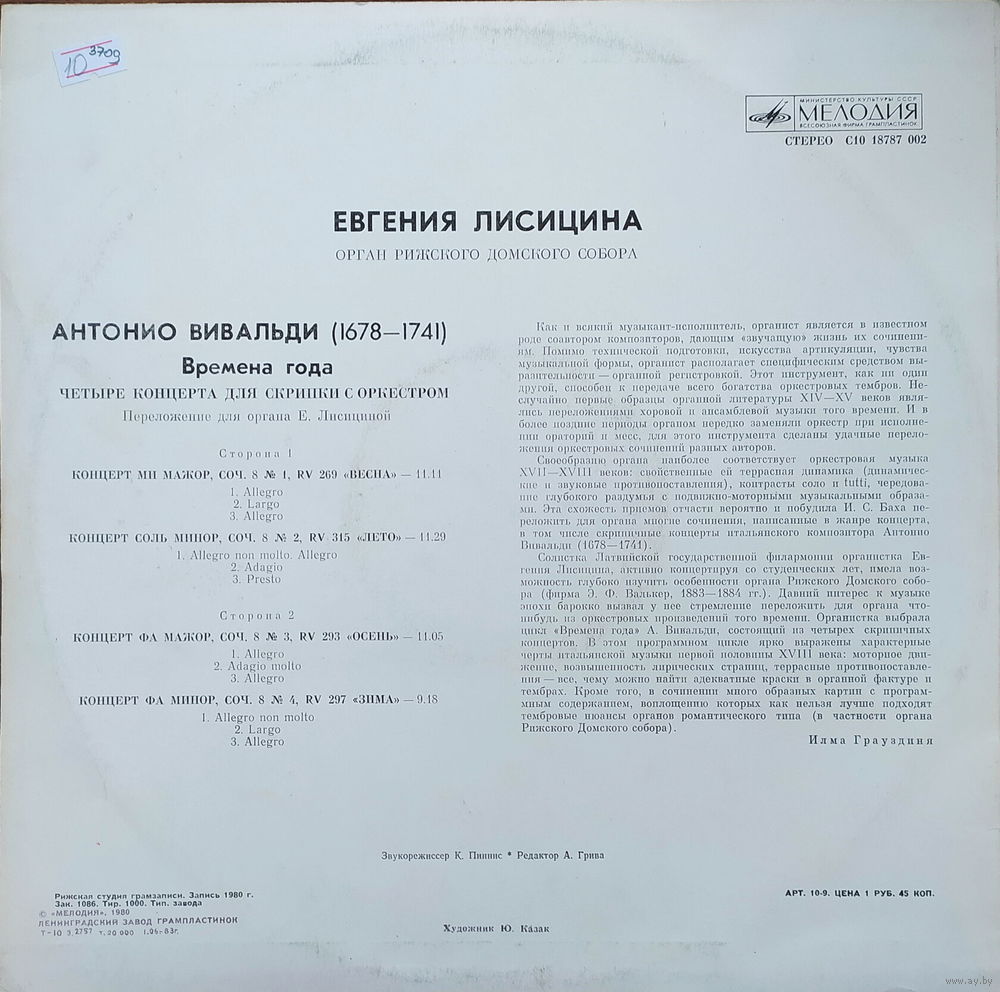 10 3709
МИНИСТЕРСТВО КУЛЬТУРЫ СССР
МЕЛОДИЯ
ВСЕСОЮЗНАЯ ФИРМА ГРАМПЛАСТИНОК
СТЕРЕО С10 18787 002
ЕВГЕНИЯ ЛИСИЦИНА
ОРГАН РИЖСКОГО ДОМСКОГО СОБОРА
АНТОНИО ВИВАЛЬДИ (1678—1741)
Времена года
ЧЕТЫРЕ КОНЦЕРТА ДЛЯ СКРИПКИ С ОРКЕСТРОМ
Переложение для органа Е. Лисициной
Сторона 1
КОНЦЕРТ МИ МАЖОР, СОЧ. 8 № 1, RV 269 «ВЕСНА» — 11.11
1. Allegro
2. Largo
3. Allegro
КОНЦЕРТ СОЛЬ МИНОР, СОЧ. 8 № 2, RV 315 «ЛЕТО» — 11.29
1. Allegro non molto. Allegro
2. Adagio
3. Presto
Сторона 2
КОНЦЕРТ ФА МАЖОР, СОЧ. 8 № 3, RV 293 «ОСЕНЬ» — 11.05
1. Allegro
2. Adagio molto
3. Allegro
КОНЦЕРТ ФА МИНОР, СОЧ. 8 № 4, RV 297 «ЗИМА» — 9.18
1. Allegro non molto
2. Largo
3. Allegro
Как и всякий музыкант-исполнитель, органист является в известном
роде соавтором композиторов, дающим «звучащую» жизнь их сочинени-
ям. Помимо технической подготовки, искусства артикуляции, чувства
музыкальной формы, органист располагает специфическим средством вы-
разительности — органной регистровкой. Этот инструмент, как ни один
другой, способен к передаче всего богатства оркестровых тембров. Не-
случайно первые образцы органной литературы XIV—XV веков явля-
лись переложениями хоровой и ансамблевой музыки того времени. И в
более поздние периоды органом нередко заменяли оркестр при исполне-
нии ораторий и месс, для этого инструмента сделаны удачные перело-
жения оркестровых сочинений разных авторов.
Своеобразию органа наиболее соответствует оркестровая музыка
XVII—XVIII веков: свойственные ей террасная динамика (динамичес-
кие и звуковые противопоставления), контрасты соло и tutti, чередова-
ние глубокого раздумья с подвижно-моторными музыкальными образа-
ми. Эта схожесть приемов отчасти вероятно и побудила И. С. Баха пе-
реложить для органа многие сочинения, написанные в жанре концерта,
в том числе скрипичные концерты итальянского композитора Антонио
Вивальди (1678—1741).
Солистка Латвийской государственной филармонии органистка Ев-
гения Лисицина, активно концертируя со студенческих лет, имела воз-
можность глубоко изучить особенности органа Рижского Домского собо-
ра (фирма Э. Ф. Валькер, 1883—1884 гг.). Давний интерес к музыке
эпохи барокко вызвал у нее стремление переложить для органа что-
нибудь из оркестровых произведений того времени. Органистка выбрала
цикл «Времена года» А. Вивальди, состоящий из четырех скрипичных
концертов. В этом программном цикле ярко выражены характерные
черты итальянской музыки первой половины XVIII века: моторное дви-
жение, возвышенность лирических страниц, террасные противопоставле-
ния — все, чему можно найти адекватные краски в органной фактуре и
тембрах. Кроме того, в сочинении много образных картин с програм-
мным содержанием, воплощению которых как нельзя лучше подходят
тембровые нюансы органов романтического типа (в частности органа
Рижского Домского собора).
Илма Грауздиня
Звукорежиссер К. Пиннис * Редактор А. Грива
Рижская студия грамзаписи. Запись 1980 г.
Зак. 1086. Тир. 1000. Тип. завода
© «МЕЛОДИЯ», 1980
ЛЕНИНГРАДСКИЙ ЗАВОД ГРАМПЛАСТИНОК
Т-10 З.2757 т.20 000 1.06-83г.
АРТ. 10-9. ЦЕНА 1 РУБ. 45 КОП.
Художник Ю. Казак
www.ay.by